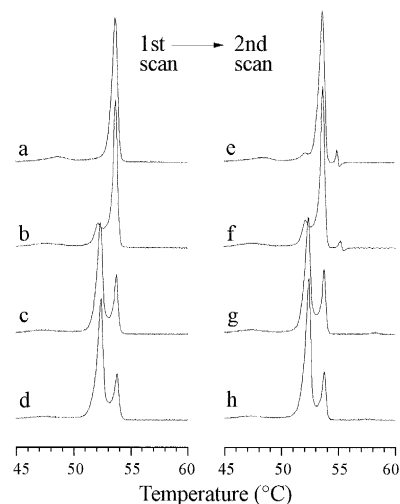 1st → 2nd
scan scan
a e
b f
c g
d h
45 50 55 60 45 50 55 60
Temperature (°C)